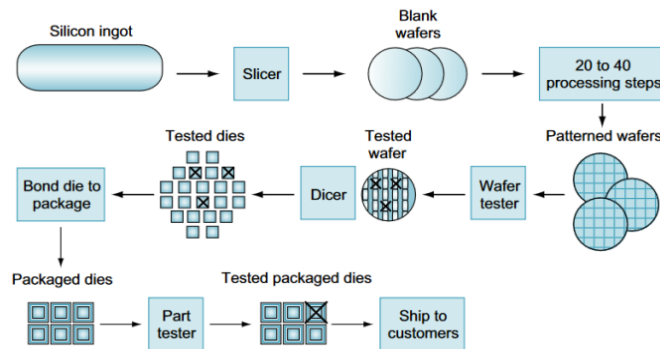 Silicon ingot
Slicer
Blank
wafers
20 to 40
processing steps
Tested dies
Tested
wafer
Patterned wafers
Bond die to
package
Dicer
Wafer
tester
Packaged dies
Tested packaged dies
Part
tester
Ship to
customers